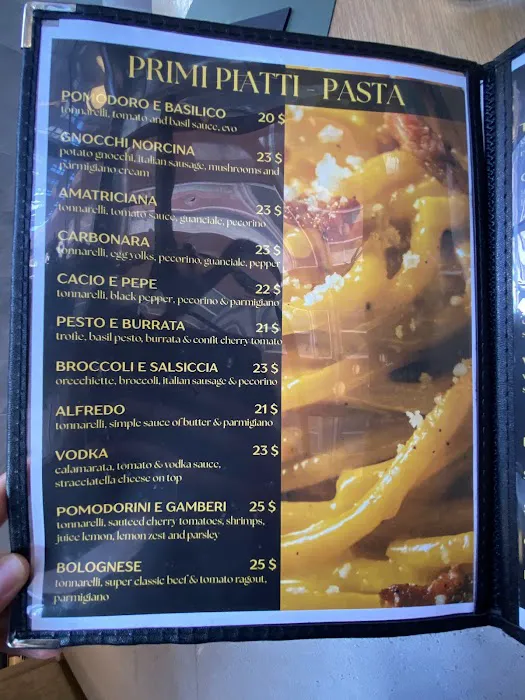 PRIMI PIATTI - PASTA
POMODORO E BASILICO 20 $
tonnarelli, tomato and basil sauce, evo
GNOCCHI NORCINA 23 $
potato gnocchi, italian sausage, mushrooms and
parmigiano cream
AMATRICIANA 23 $
tonnarelli, tomato sauce, guanciale, pecorino
CARBONARA 23 $
tonnarelli, egg yolks, pecorino, guanciale, pepper
CACIO E PEPE 22 $
tonnarelli, black pepper, pecorino & parmigiano
PESTO E BURRATA 21 $
trofie, basil pesto, burrata & confit cherry tomato
BROCCOLI E SALSICCIA 23 $
orecchiette, broccoli, italian sausage & pecorino
ALFREDO 21 $
tonnarelli, simple sauce of butter & parmigiano
VODKA 23 $
calamarata, tomato & vodka sauce,
stracciatella cheese on top
POMODORINI E GAMBERI 25 $
tonnarelli, sauteed cherry tomatoes, shrimps,
juice lemon, lemon zest and parsley
BOLOGNESE 25 $
tonnarelli, super classic beef & tomato ragout,
parmigiano